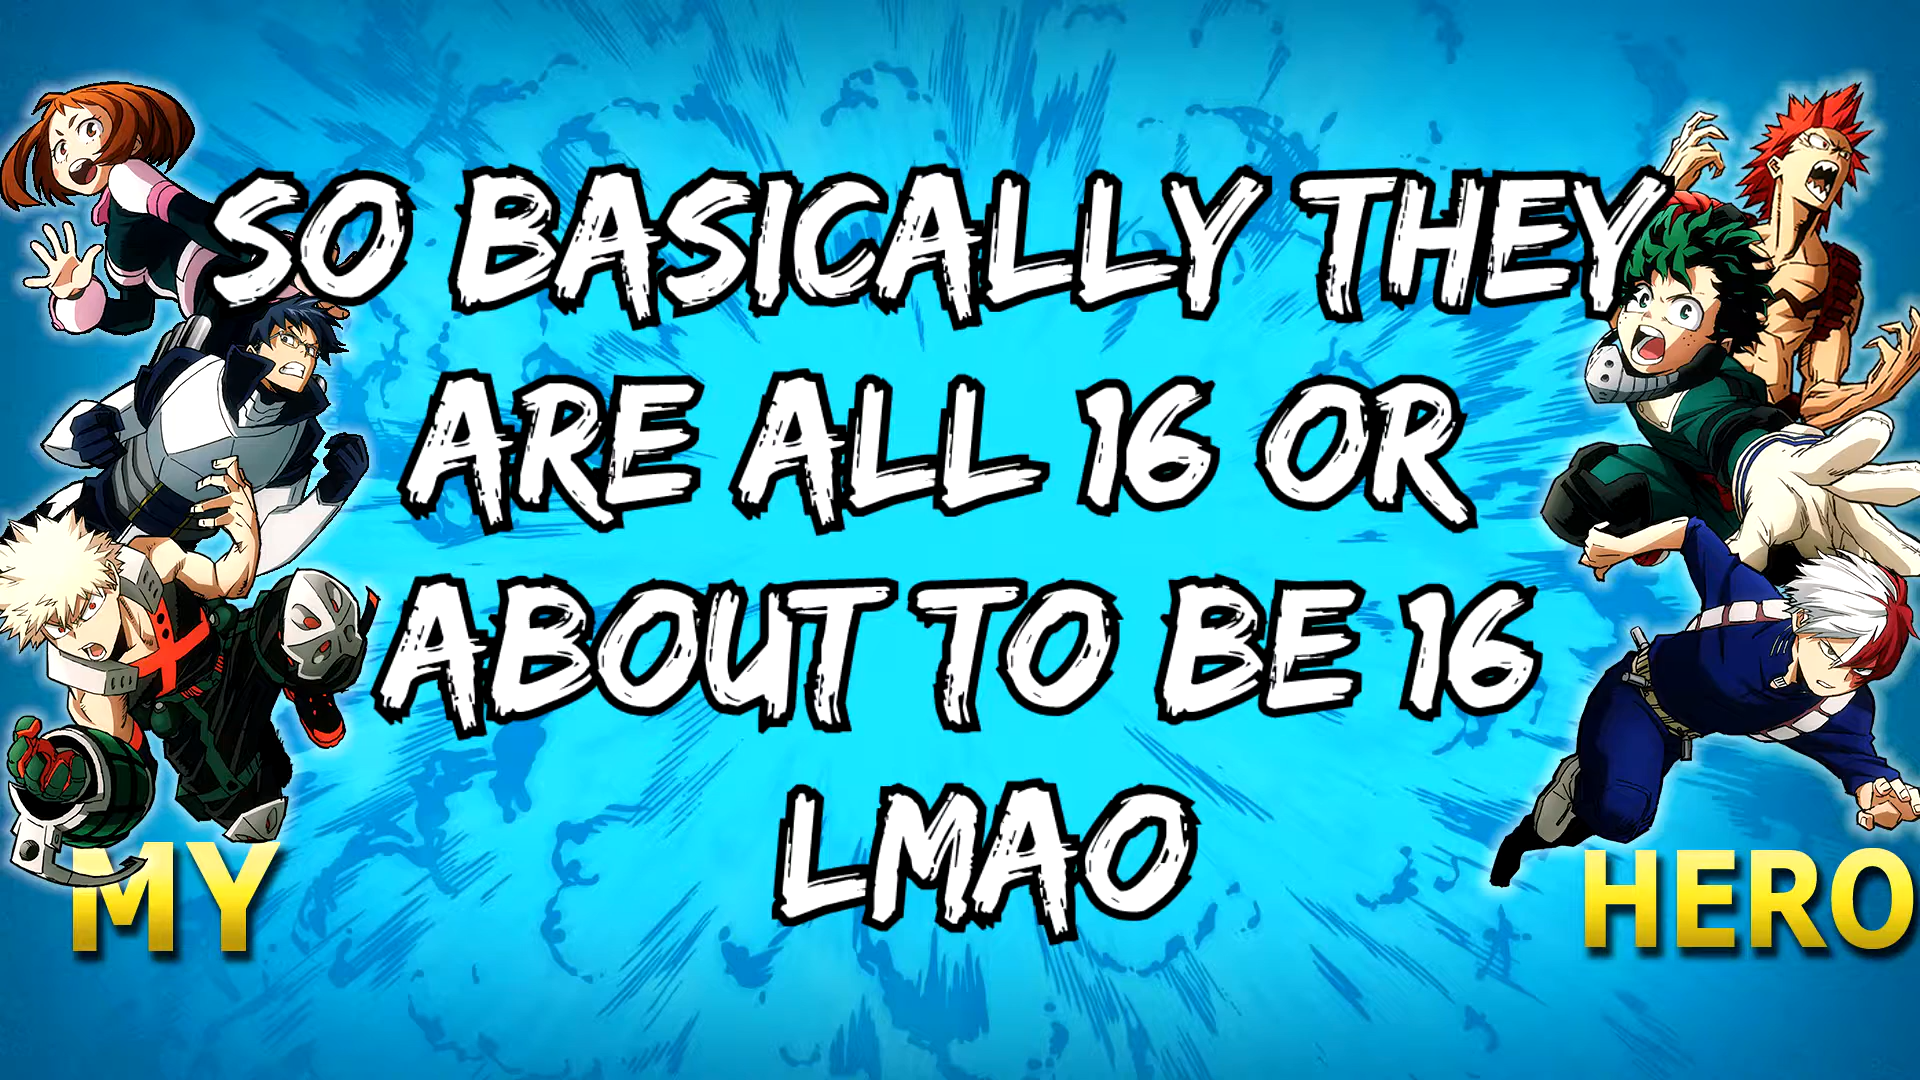 SO BASICALLY THEY
ARE ALL 16 OR
ABOUT TO BE 16
LMAO
MY
HERO